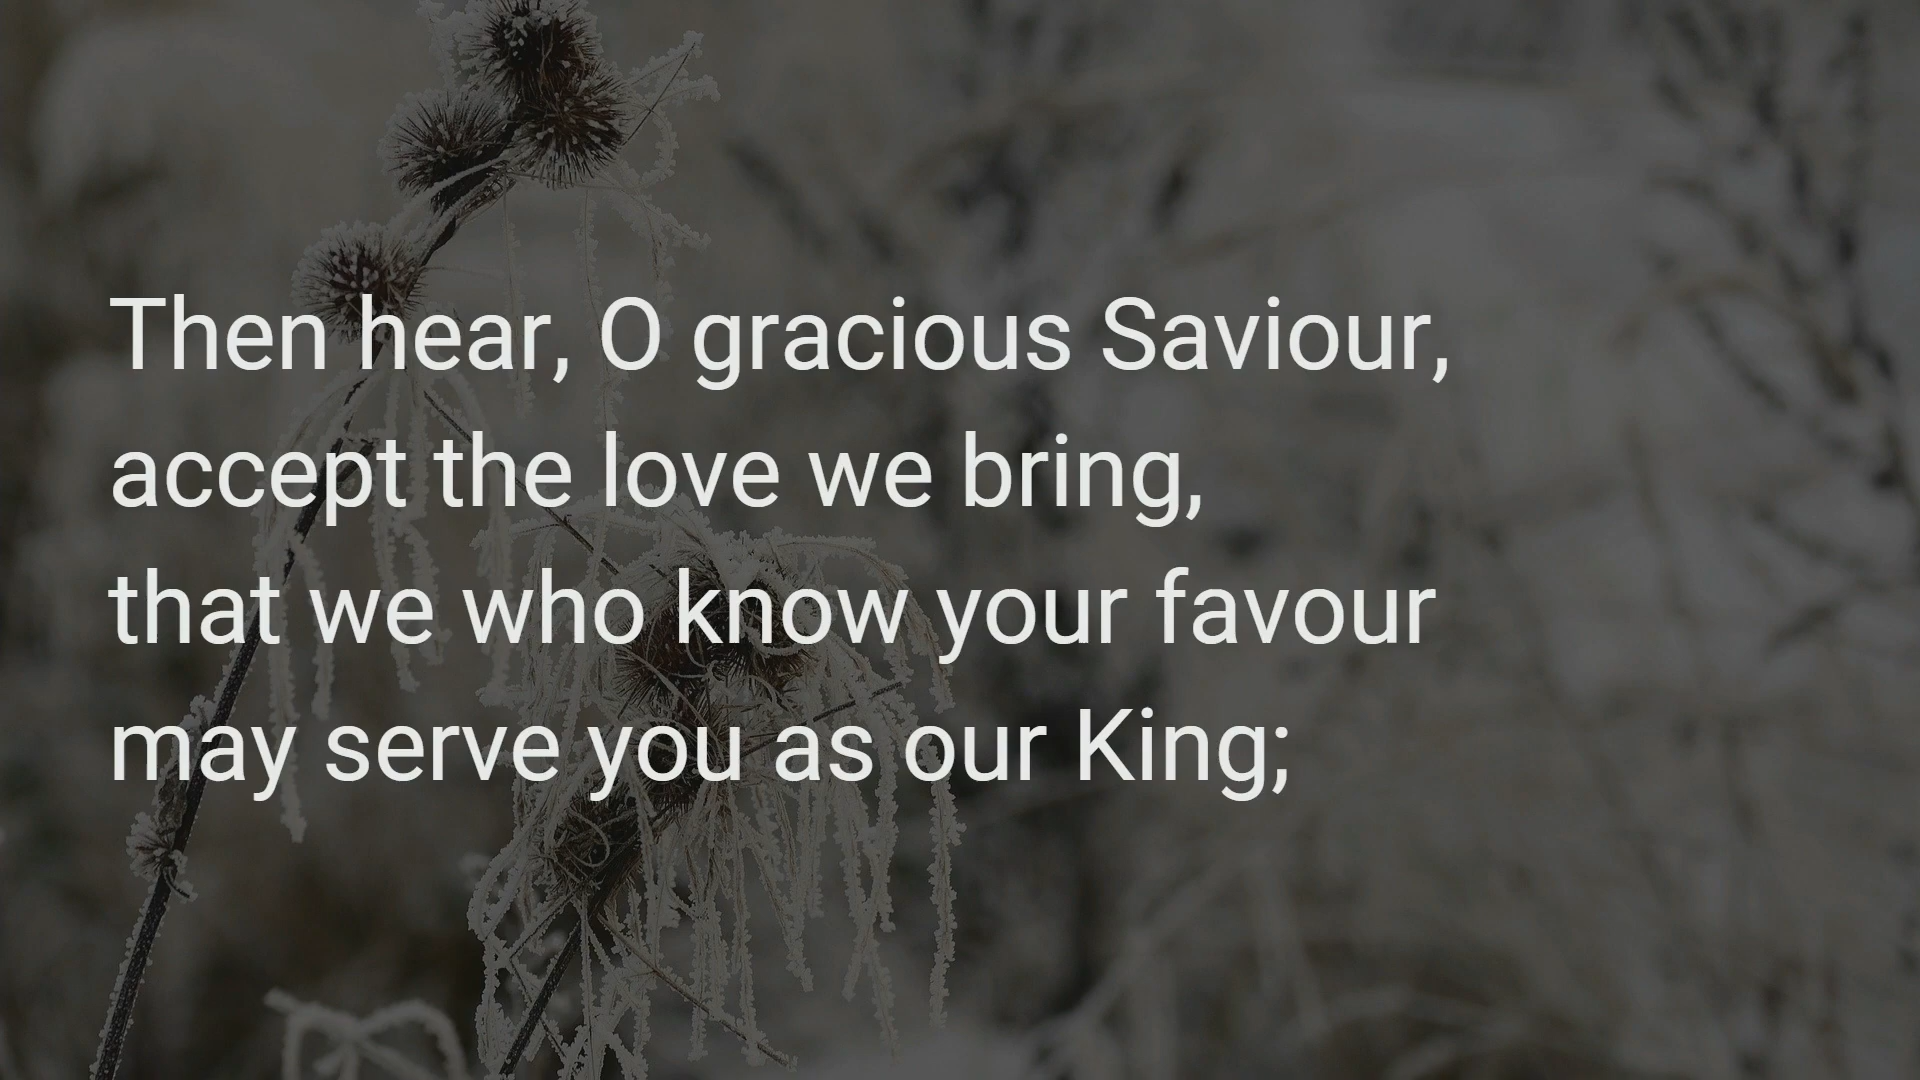 Then hear, O gracious Saviour,
accept the love we bring,
that we who know your favour
may serve you as our King;